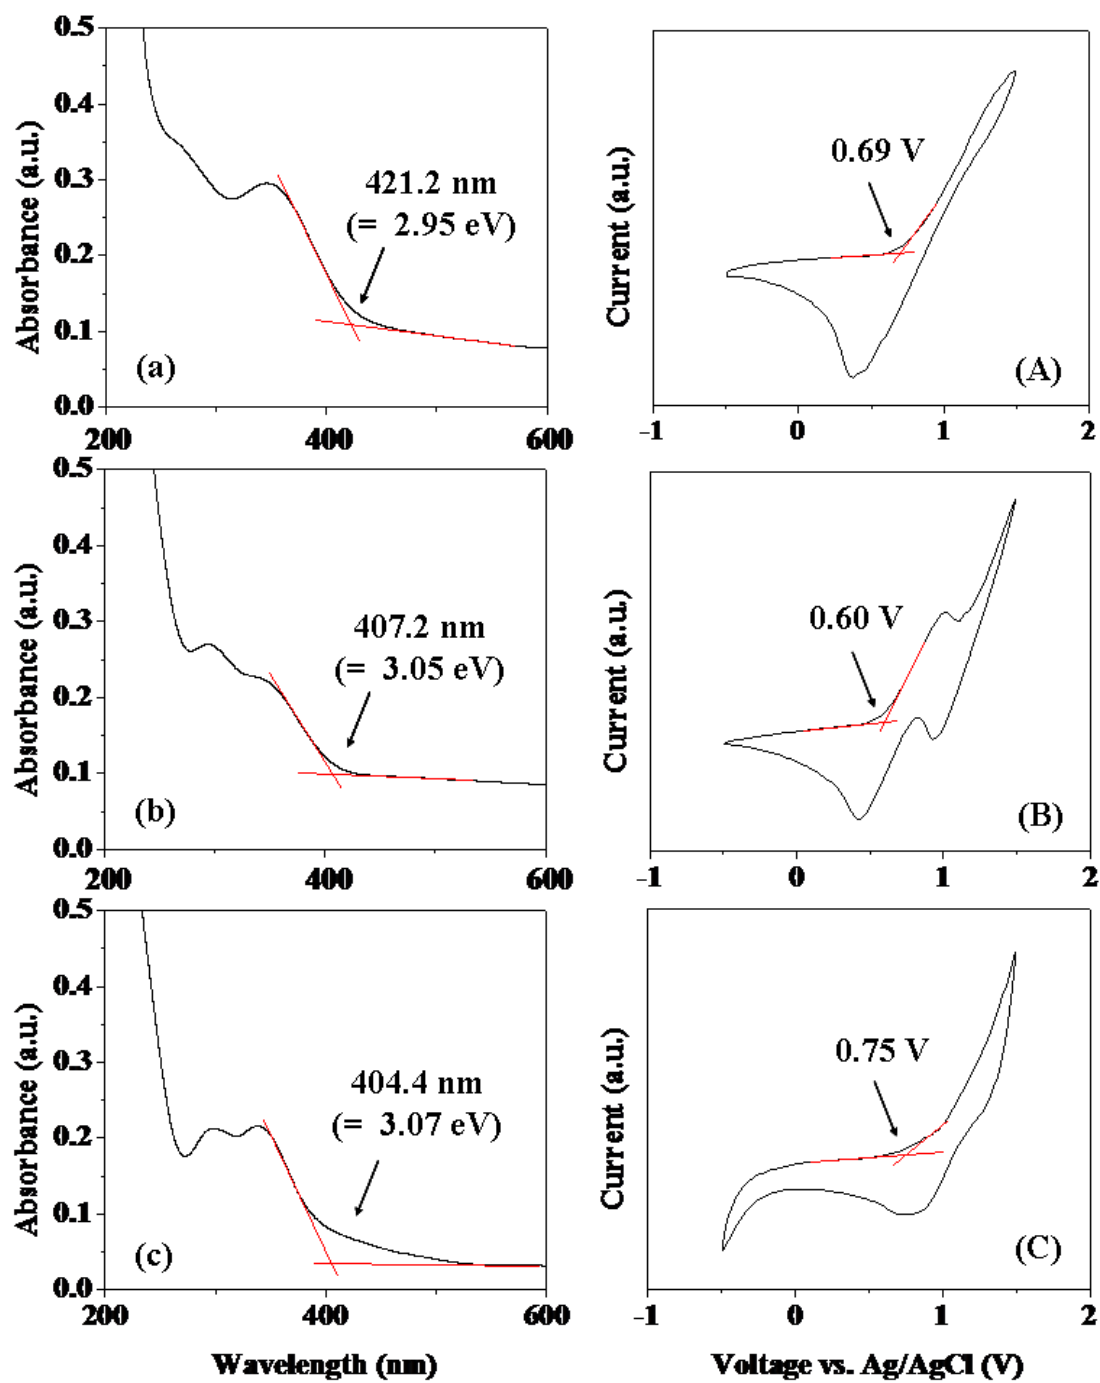 0.5
0.4
0.3
0.2
0.1
0.0
Absorbance (a.u.)
421.2 nm
(= 2.95 eV)
(a)
200
400
600
Current (a.u.)
0.69 V
(A)
-1
0
1
2
0.5
0.4
0.3
0.2
0.1
0.0
Absorbance (a.u.)
407.2 nm
(= 3.05 eV)
(b)
200
400
600
Current (a.u.)
0.60 V
(B)
-1
0
1
2
0.5
0.4
0.3
0.2
0.1
0.0
Absorbance (a.u.)
404.4 nm
(= 3.07 eV)
(c)
200
400
600
Wavelength (nm)
Current (a.u.)
0.75 V
(C)
-1
0
1
2
Voltage vs. Ag/AgCl (V)